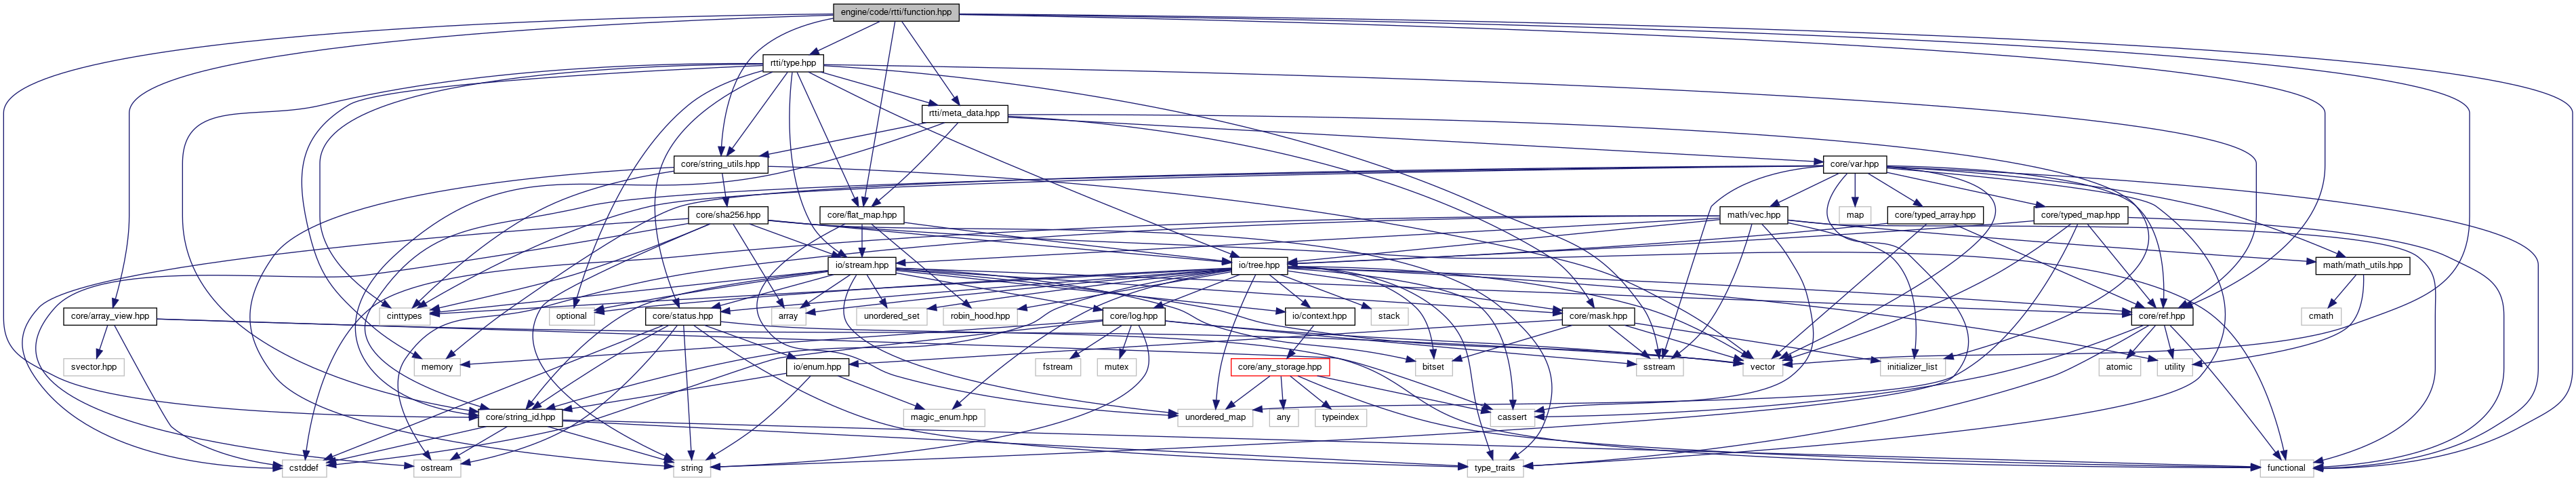 engine/code/rtti/function.hpp
rtti/type.hpp
rtti/meta_data.hpp
core/string_utils.hpp
core/var.hpp
core/sha256.hpp
core/flat_map.hpp
math/vec.hpp
map
core/typed_array.hpp
core/typed_map.hpp
io/stream.hpp
io/tree.hpp
math/math_utils.hpp
core/array_view.hpp
cinttypes
optional
core/status.hpp
array
unordered_set
robin_hood.hpp
core/log.hpp
io/context.hpp
stack
core/mask.hpp
cmath
core/ref.hpp
svector.hpp
memory
io/enum.hpp
fstream
mutex
core/any_storage.hpp
bitset
sstream
vector
initializer_list
atomic
utility
core/string_id.hpp
magic_enum.hpp
unordered_map
any
typeindex
cassert
cstddef
ostream
string
type_traits
functional